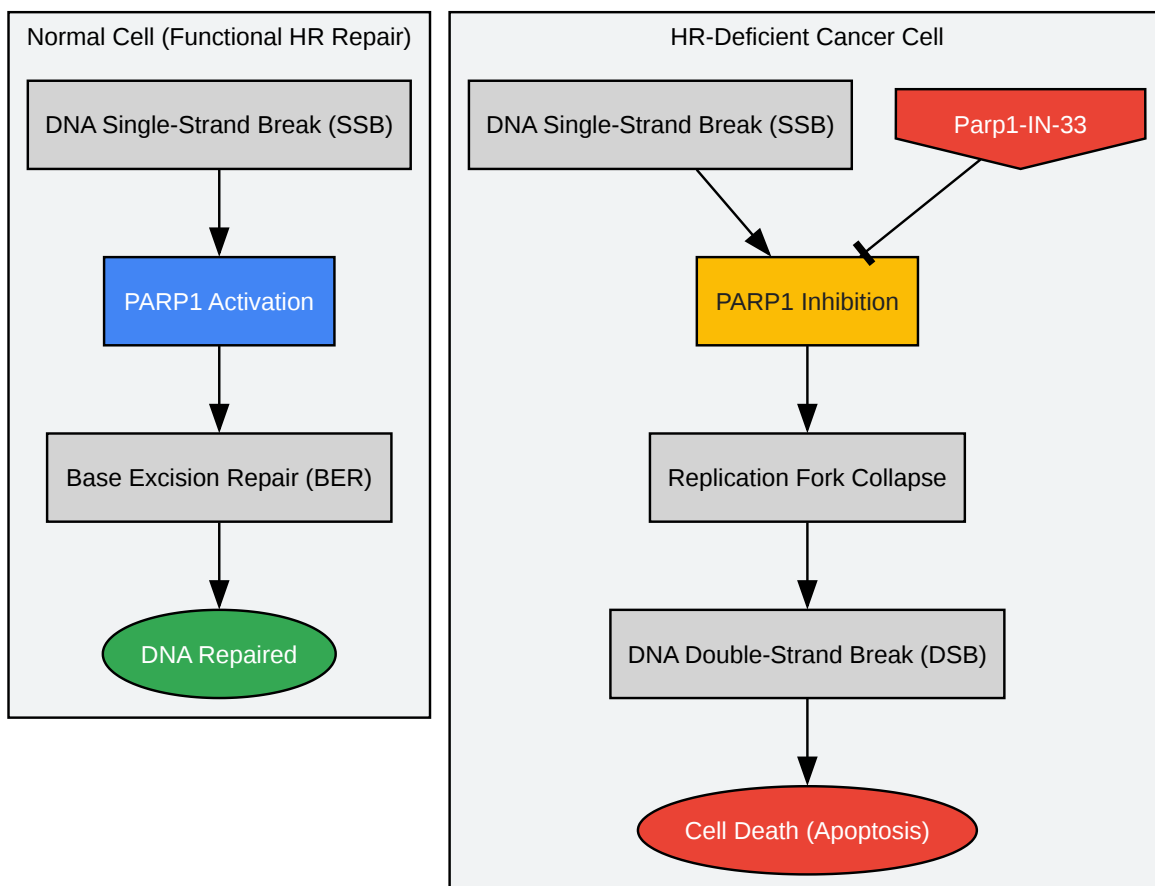 Normal Cell (Functional HR Repair)
DNA Single-Strand Break (SSB)
PARP1 Activation
Base Excision Repair (BER)
DNA Repaired
HR-Deficient Cancer Cell
DNA Single-Strand Break (SSB)
Parp1-IN-33
PARP1 Inhibition
Replication Fork Collapse
DNA Double-Strand Break (DSB)
Cell Death (Apoptosis)